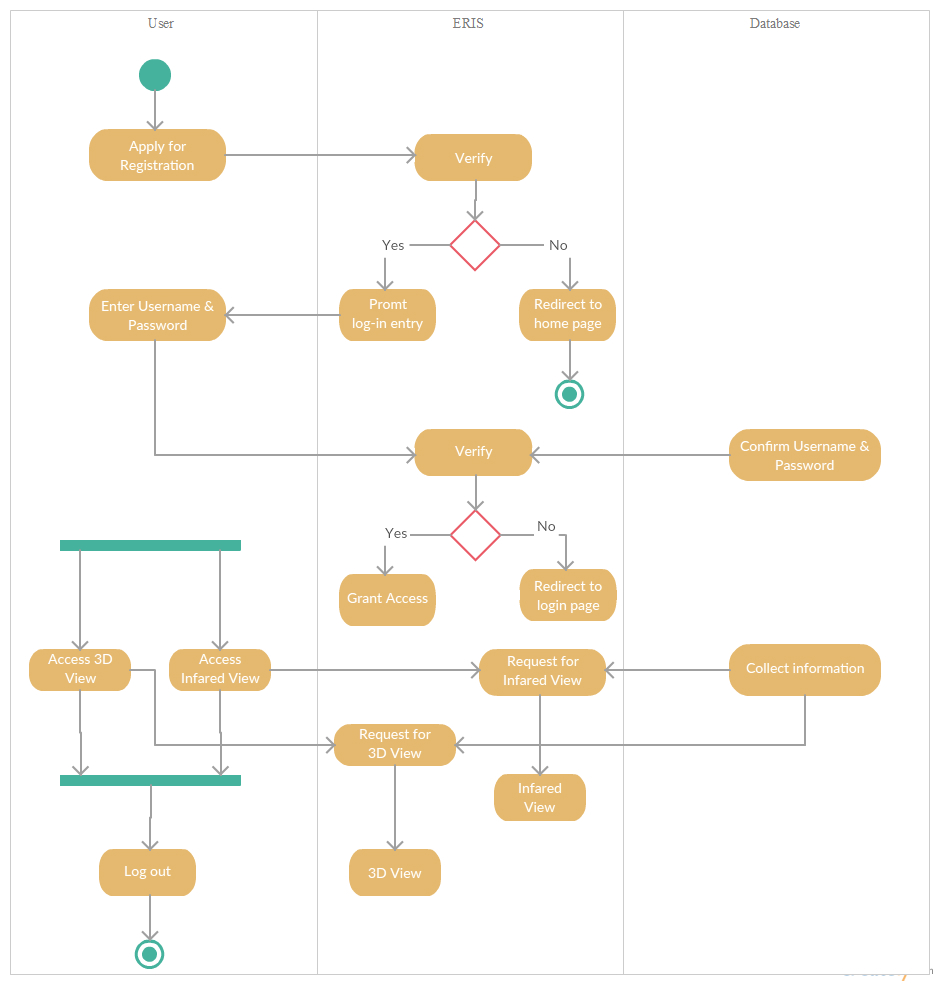 User
ERIS
Database
Apply for
Registration
Verify
Yes
No
Enter Username &
Password
Promt
log-in entry
Redirect to
home page
Verify
Confirm Username &
Password
Yes
No
Grant Access
Redirect to
login page
Access 3D
View
Access
Infared View
Request for
Infared View
Collect information
Request for
3D View
Infared
View
Log out
3D View